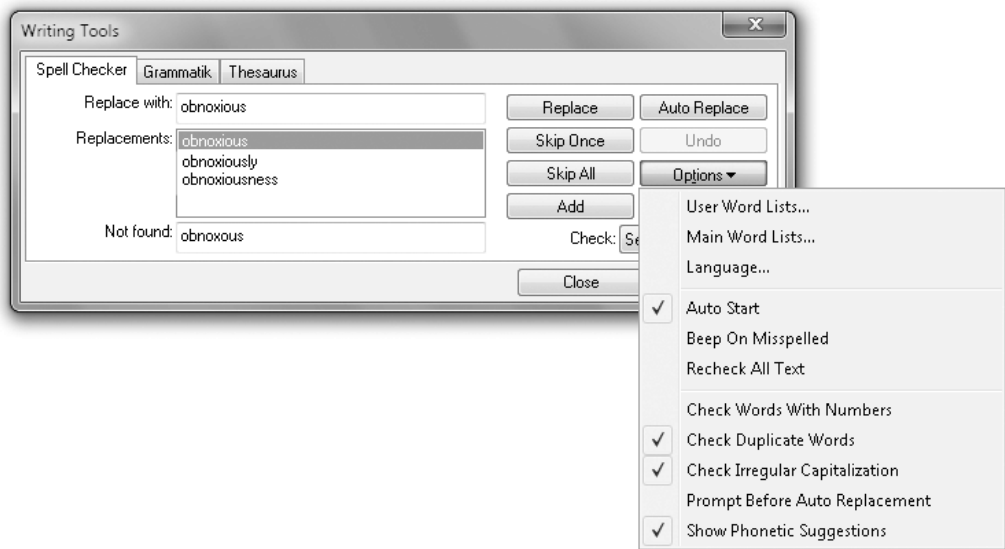 Writing Tools
Spell Checker Grammatik Thesaurus
Replace with: obnoxious Replace Auto Replace
Replacements: obnoxious Skip Once Undo
obnoxiously
obnoxiousness Skip All Options
Add
Not found: obnoxous Check: Se
Close
User Word Lists...
Main Word Lists...
Language...
Auto Start
Beep On Misspelled
Recheck All Text
Check Words With Numbers
Check Duplicate Words
Check Irregular Capitalization
Prompt Before Auto Replacement
Show Phonetic Suggestions